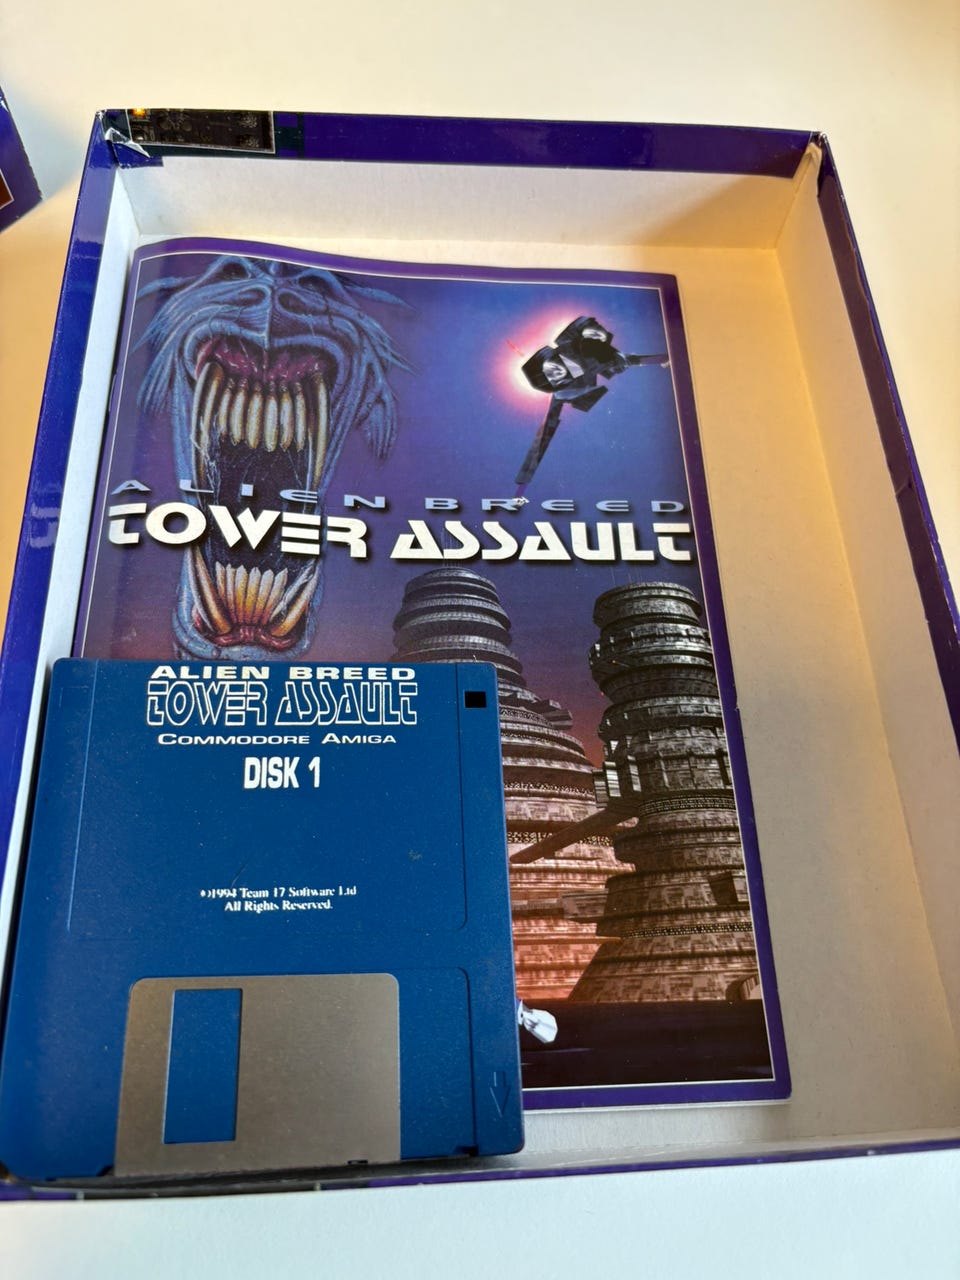 ALIEN BREED
TOWER ASSAULT
ALIEN BREED
TOWER ASSAULT
COMMODORE AMIGA
DISK 1
©1994 Team 17 Software Ltd
All Rights Reserved.